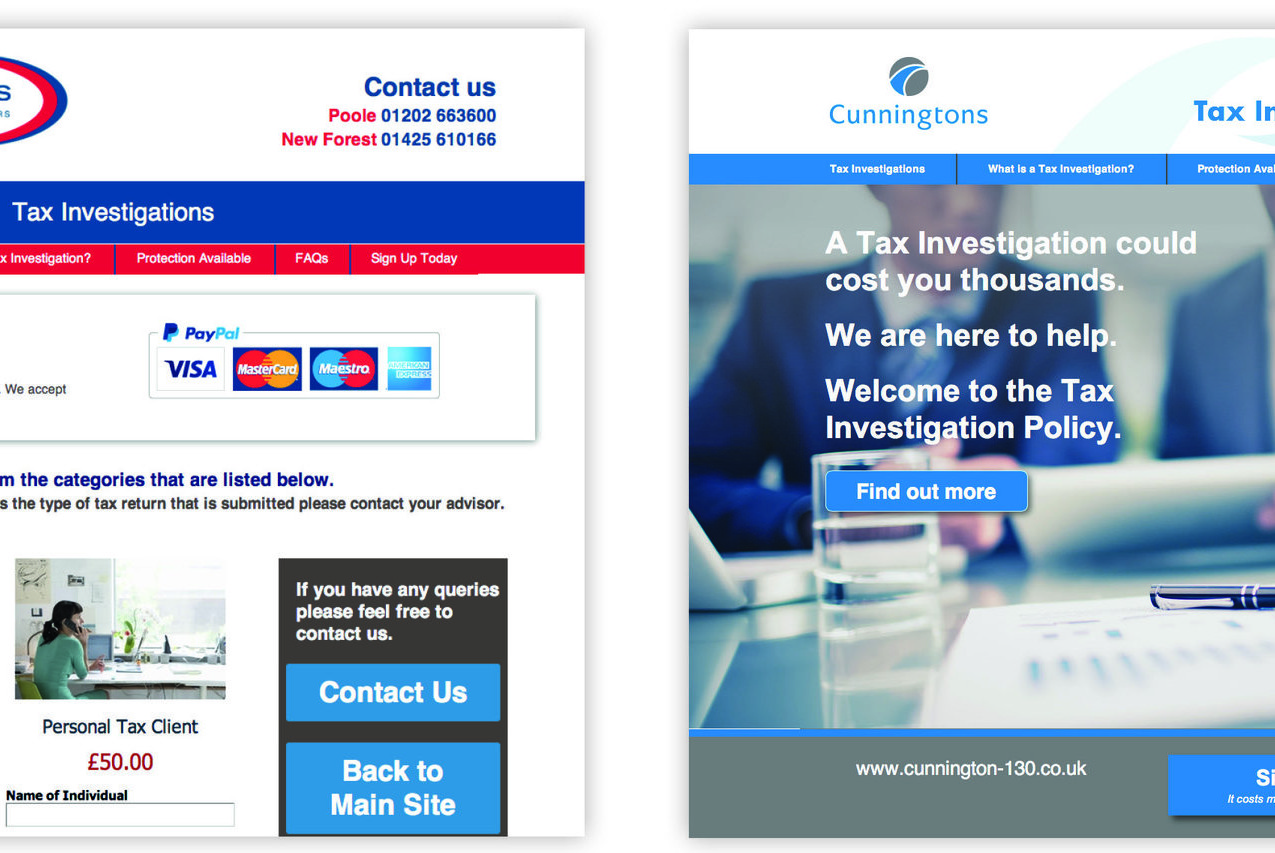 S
RS
Contact us
Poole 01202 663600
New Forest 01425 610166
Tax Investigations
x Investigation?
Protection Available
FAQs
Sign Up Today
PayPal
VISA
MasterCard
Maestro
AMERICAN
EXPRESS
. We accept
m the categories that are listed below.
s the type of tax return that is submitted please contact your advisor.
Personal Tax Client
£50.00
Name of Individual
If you have any queries
please feel free to
contact us.
Contact Us
Back to
Main Site
Cunningtons
Tax In
Tax Investigations
What is a Tax Investigation?
Protection Avai
A Tax Investigation could
cost you thousands.
We are here to help.
Welcome to the Tax
Investigation Policy.
Find out more
www.cunnington-130.co.uk
Si
It costs m